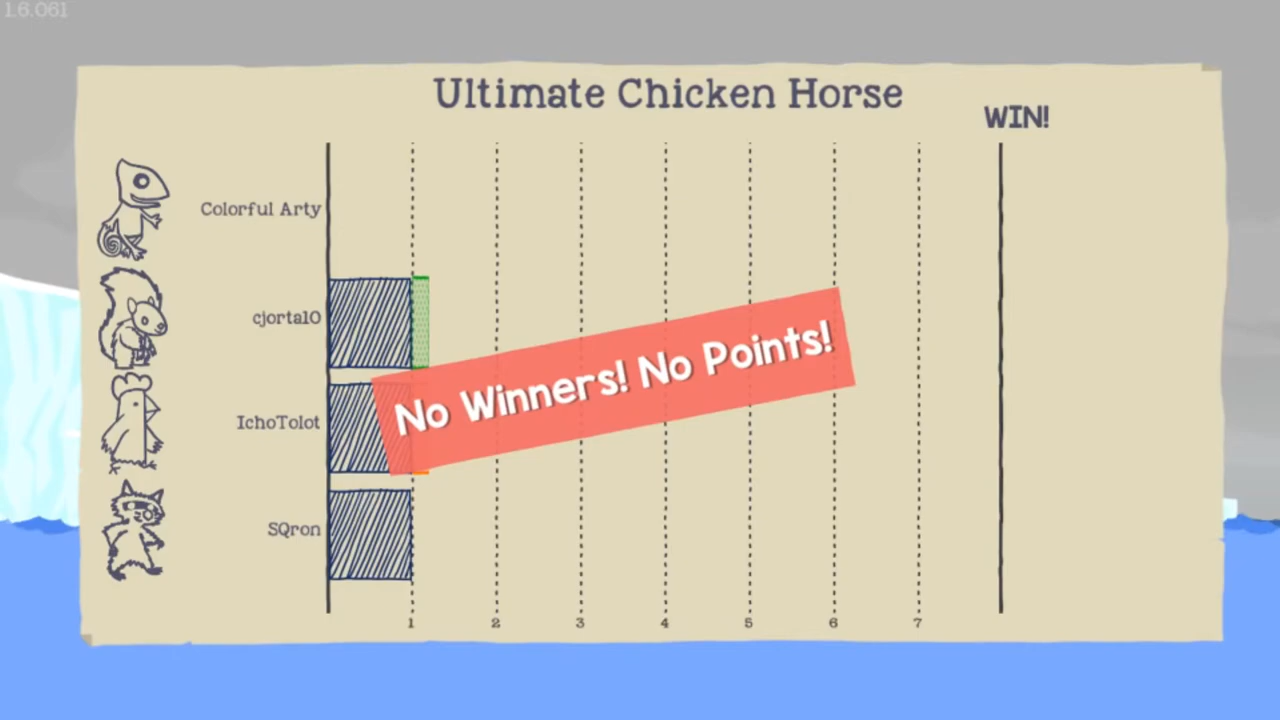 1.6.061
Ultimate Chicken Horse
WIN!
Colorful Arty
cjorta10
IchoTolot
SQron
No Winners! No Points!
1 2 3 4 5 6 7